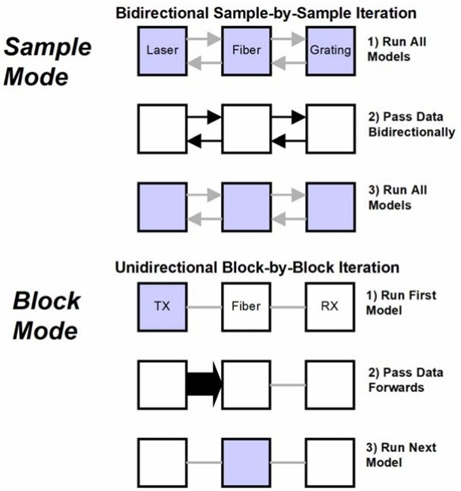 Bidirectional Sample-by-Sample Iteration
Sample
Mode
Laser
Fiber
Grating
1) Run All
Models
2) Pass Data
Bidirectionally
3) Run All
Models
Unidirectional Block-by-Block Iteration
Block
Mode
TX
Fiber
RX
1) Run First
Model
2) Pass Data
Forwards
3) Run Next
Model